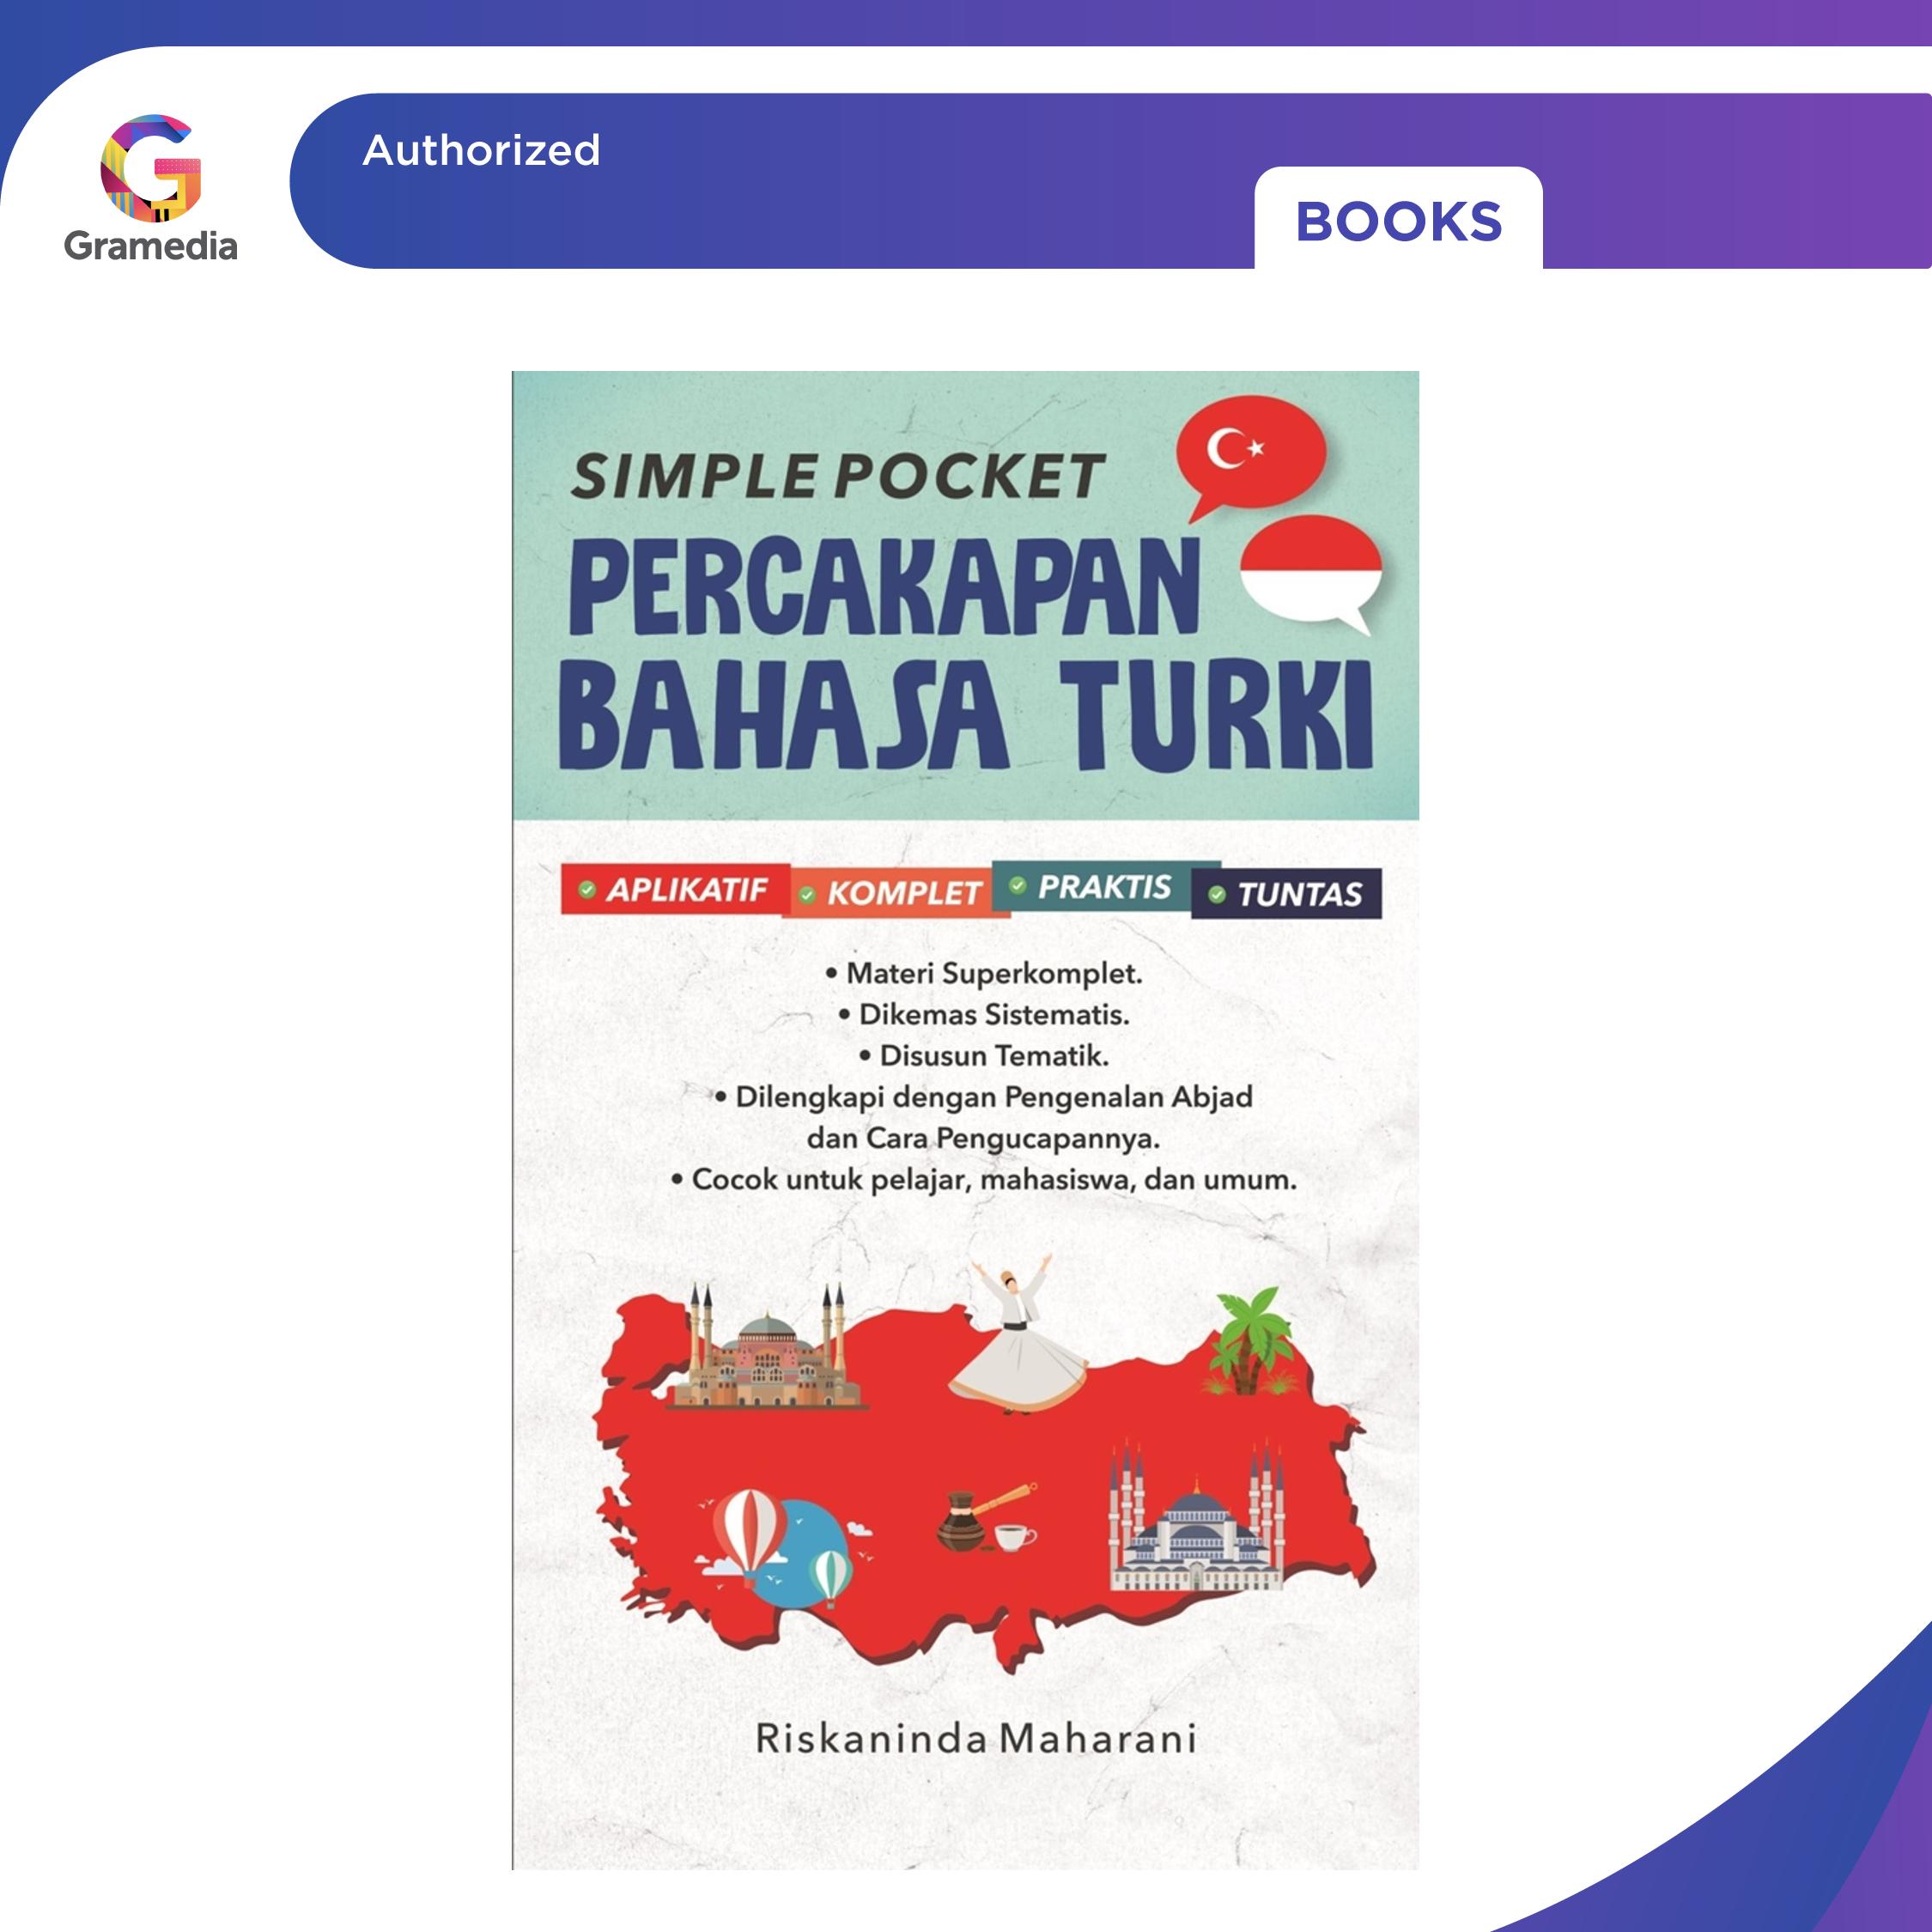 Gramedia
Authorized
BOOKS
SIMPLE POCKET
PERCAKAPAN
BAHASA TURKI
APLIKATIF
KOMPLET
PRAKTIS
TUNTAS
• Materi Superkomplet.
• Dikemas Sistematis.
• Disusun Tematik.
• Dilengkapi dengan Pengenalan Abjad
dan Cara Pengucapannya.
• Cocok untuk pelajar, mahasiswa, dan umum.
Riskaninda Maharani